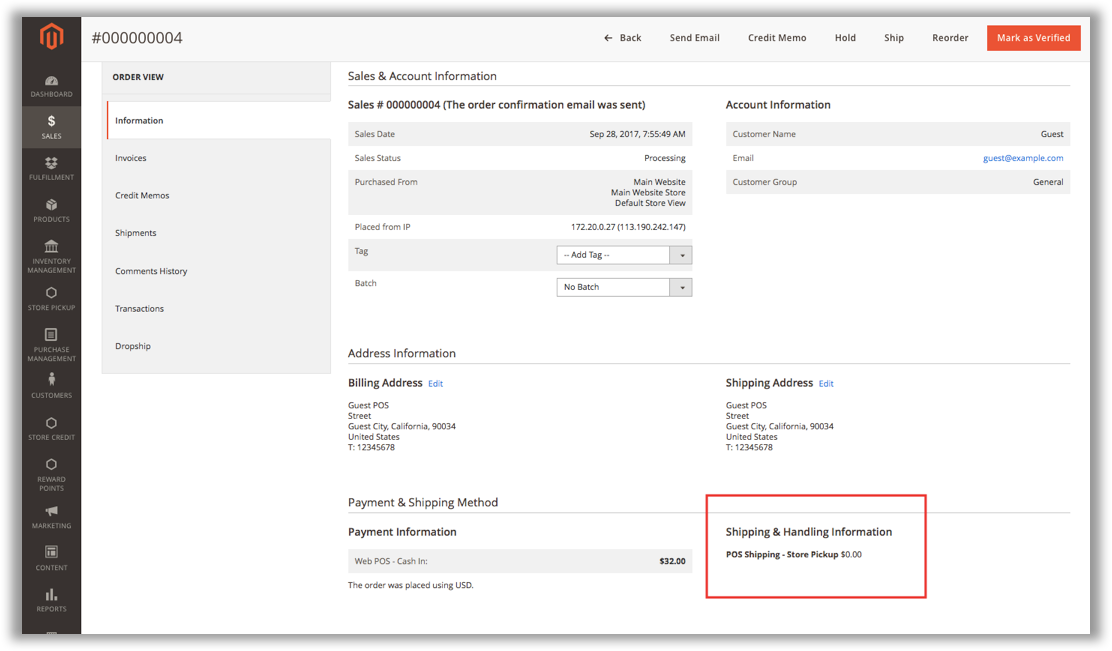 #000000004
Back
Send Email
Credit Memo
Hold
Ship
Reorder
Mark as Verified
DASHBOARD
$
SALES
FULFILLMENT
PRODUCTS
INVENTORY
MANAGEMENT
STORE PICKUP
PURCHASE
MANAGEMENT
CUSTOMERS
STORE CREDIT
REWARD
POINTS
MARKETING
CONTENT
REPORTS
ORDER VIEW
Information
Invoices
Credit Memos
Shipments
Comments History
Transactions
Dropship
Sales & Account Information
Sales # 000000004 (The order confirmation email was sent)
Sales Date Sep 28, 2017, 7:55:49 AM
Sales Status Processing
Purchased From Main Website
Main Website Store
Default Store View
Placed from IP 172.20.0.27 (113.190.242.147)
Tag -- Add Tag --
Batch No Batch
Account Information
Customer Name Guest
Email guest@example.com
Customer Group General
Address Information
Billing Address Edit
Guest POS
Street
Guest City, California, 90034
United States
T: 12345678
Shipping Address Edit
Guest POS
Street
Guest City, California, 90034
United States
T: 12345678
Payment & Shipping Method
Payment Information
Web POS - Cash In: $32.00
The order was placed using USD.
Shipping & Handling Information
POS Shipping - Store Pickup $0.00